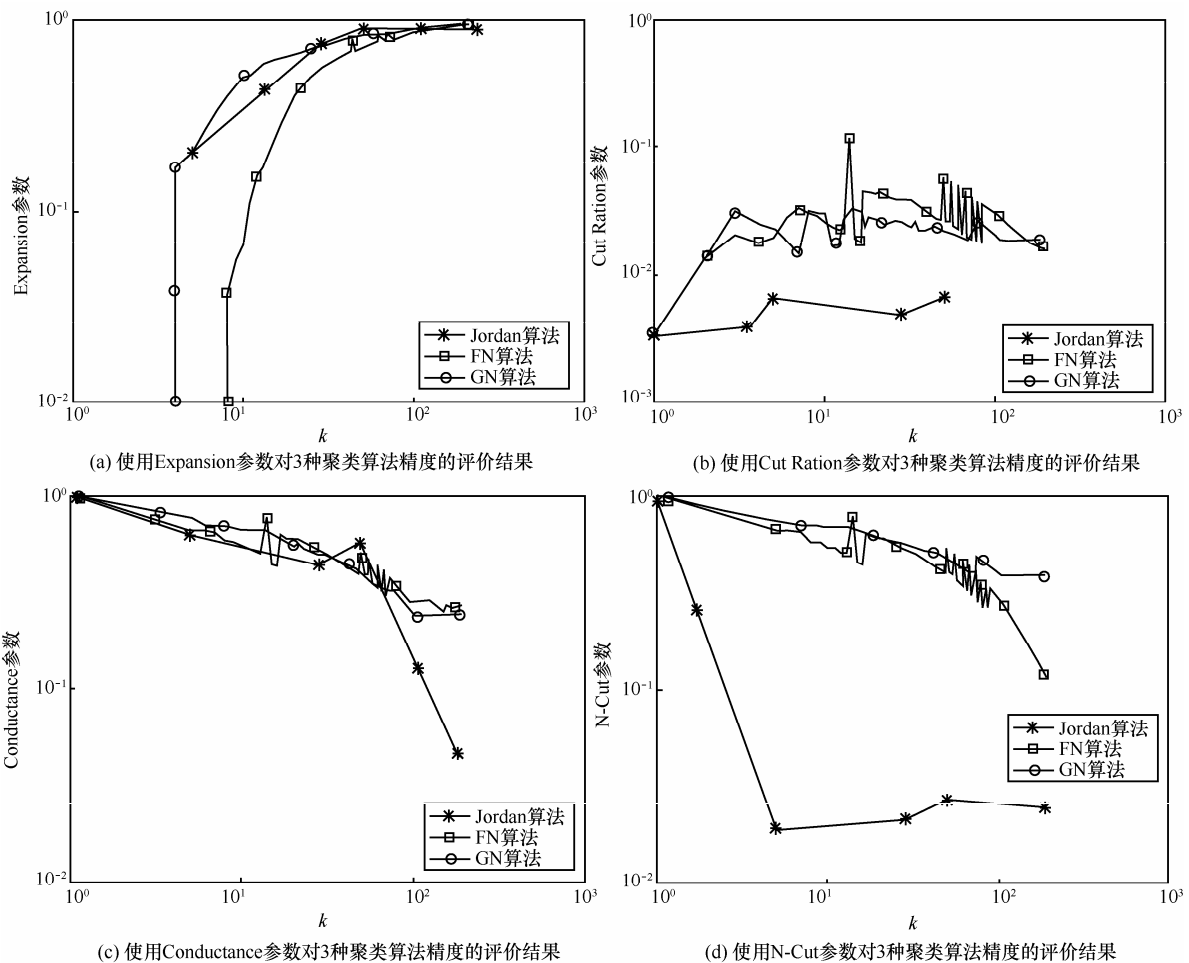 10⁰
10⁻¹
10⁻²
Expansion参数
10⁰
10¹
10²
10³
k
Jordan算法
FN算法
GN算法
(a) 使用Expansion参数对3种聚类算法精度的评价结果
10⁰
10⁻¹
10⁻²
10⁻³
Cut Ration参数
10⁰
10¹
10²
10³
k
Jordan算法
FN算法
GN算法
(b) 使用Cut Ration参数对3种聚类算法精度的评价结果
10⁰
10⁻¹
10⁻²
Conductance参数
10⁰
10¹
10²
10³
k
Jordan算法
FN算法
GN算法
(c) 使用Conductance参数对3种聚类算法精度的评价结果
10⁰
10⁻¹
10⁻²
N-Cut参数
10⁰
10¹
10²
10³
k
Jordan算法
FN算法
GN算法
(d) 使用N-Cut参数对3种聚类算法精度的评价结果